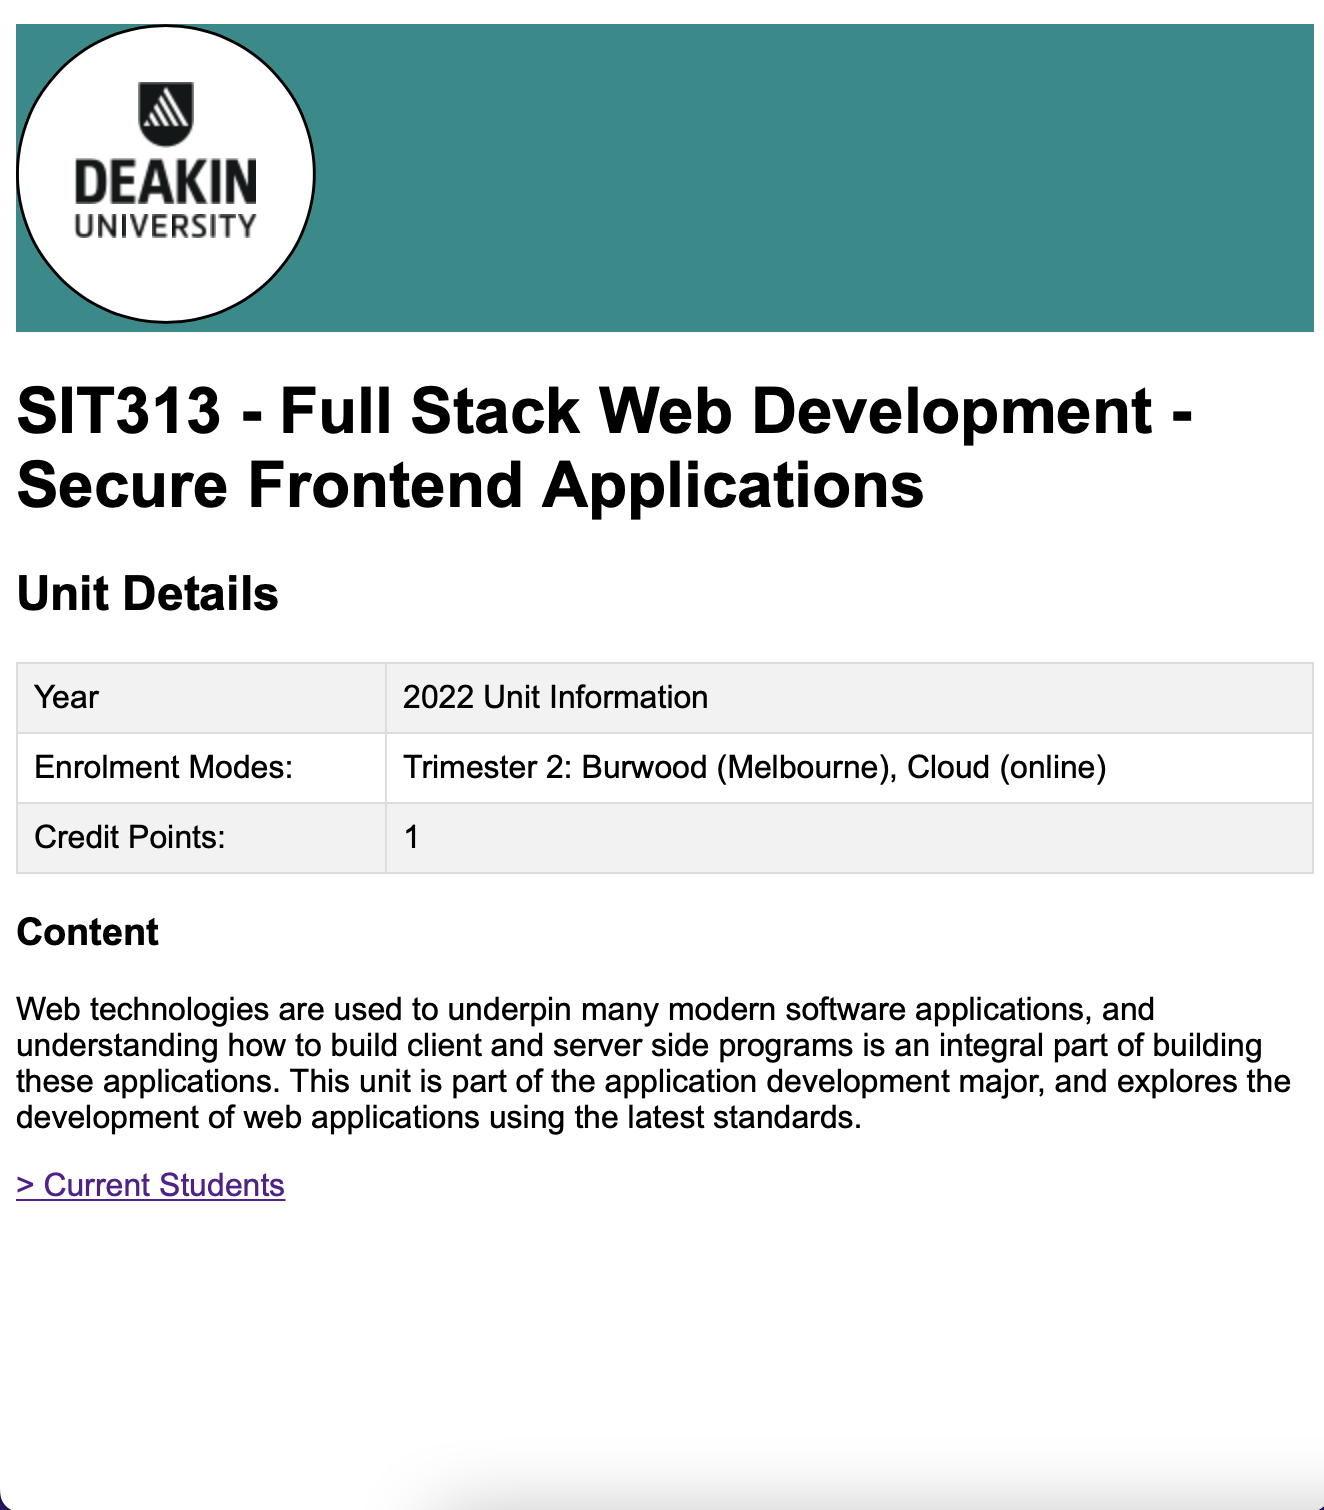 DEAKIN
UNIVERSITY
SIT313 - Full Stack Web Development -
Secure Frontend Applications
Unit Details
Year 2022 Unit Information
Enrolment Modes: Trimester 2: Burwood (Melbourne), Cloud (online)
Credit Points: 1
Content
Web technologies are used to underpin many modern software applications, and
understanding how to build client and server side programs is an integral part of building
these applications. This unit is part of the application development major, and explores the
development of web applications using the latest standards.
> Current Students